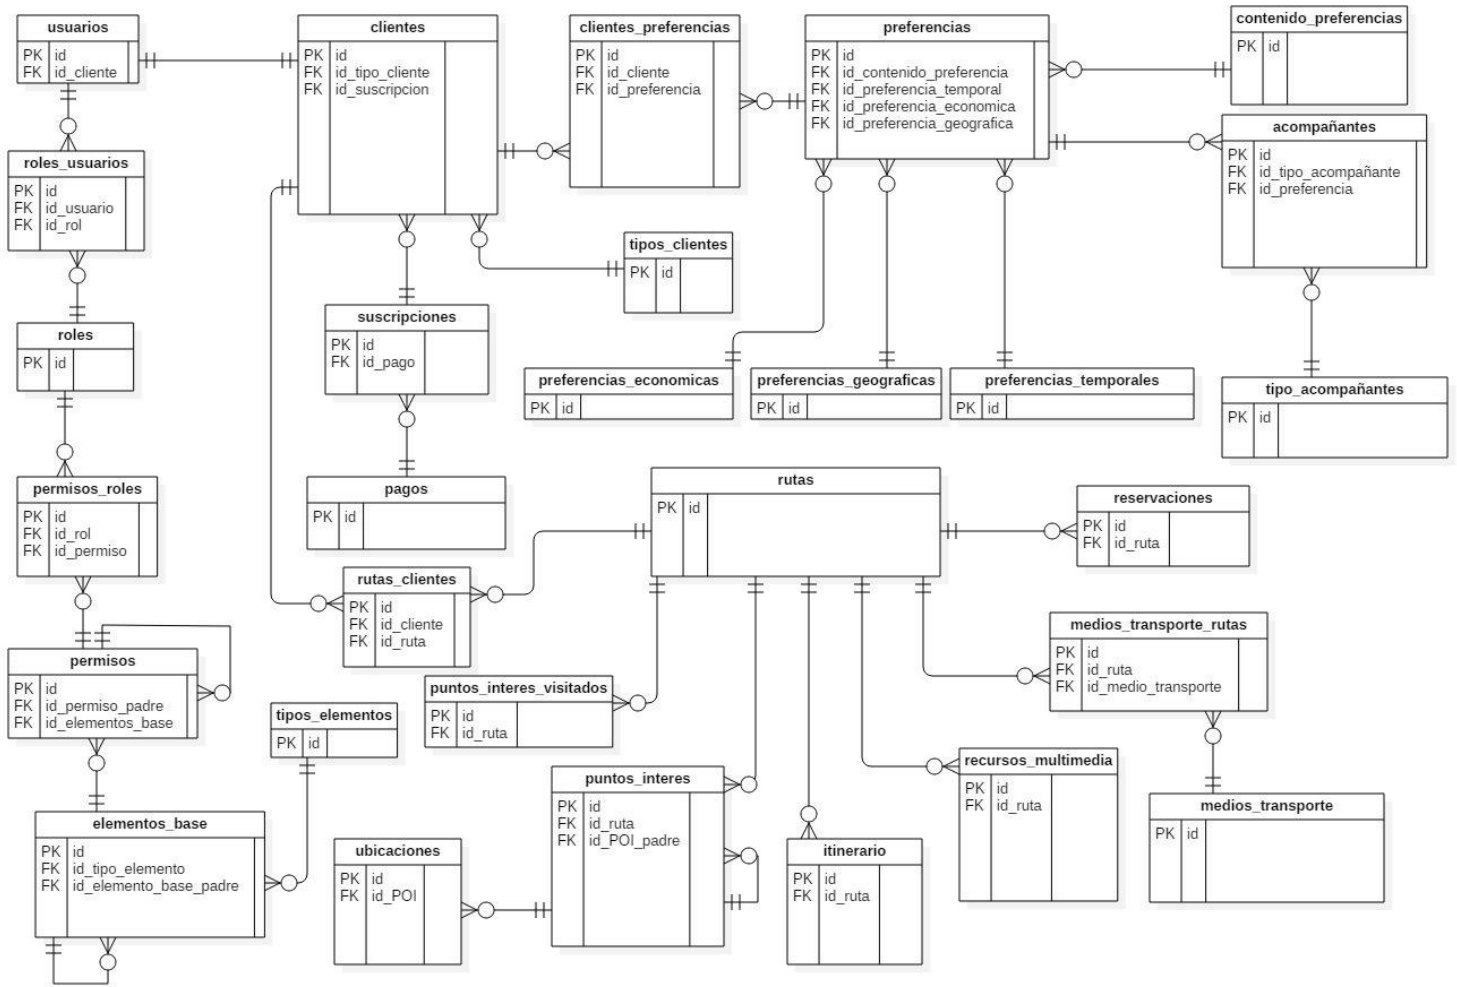 usuarios
PK id
FK id_cliente
clientes
PK id
FK id_tipo_cliente
FK id_suscripcion
clientes_preferencias
PK id
FK id_cliente
FK id_preferencia
preferencias
PK id
FK id_contenido_preferencia
FK id_preferencia_temporal
FK id_preferencia_economica
FK id_preferencia_geografica
contenido_preferencias
PK id
acompañantes
PK id
FK id_tipo_acompañante
FK id_preferencia
roles_usuarios
PK id
FK id_usuario
FK id_rol
tipos_clientes
PK id
suscripciones
PK id
FK id_pago
roles
PK id
preferencias_economicas
PK id
preferencias_geograficas
PK id
preferencias_temporales
PK id
tipo_acompañantes
PK id
permisos_roles
PK id
FK id_rol
FK id_permiso
pagos
PK id
rutas
PK id
reservaciones
PK id
FK id_ruta
rutas_clientes
PK id
FK id_cliente
FK id_ruta
medios_transporte_rutas
PK id
FK id_ruta
FK id_medio_transporte
permisos
PK id
FK id_permiso_padre
FK id_elementos_base
puntos_interes_visitados
PK id
FK id_ruta
tipos_elementos
PK id
recursos_multimedia
PK id
FK id_ruta
puntos_interes
PK id
FK id_ruta
FK id_POI_padre
medios_transporte
PK id
elementos_base
PK id
FK id_tipo_elemento
FK id_elemento_base_padre
ubicaciones
PK id
FK id_POI
itinerario
PK id
FK id_ruta